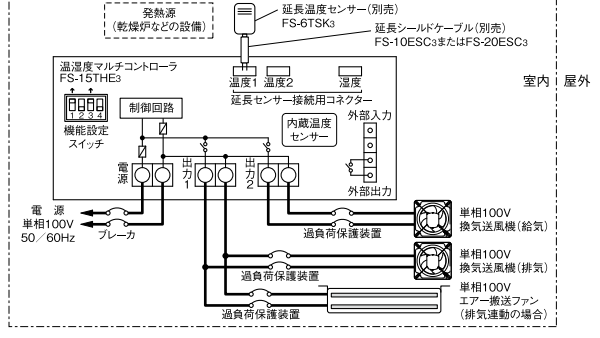 発熱源
(乾燥炉などの設備)
延長温度センサー(別売)
FS-6TSK3
延長シールドケーブル(別売)
FS-10ESC3またはFS-20ESC3
温湿度マルチコントローラ
FS-15THE3
温度1 温度2 湿度
延長センサー接続用コネクター
室内 屋外
1 2 3 4
機能設定
スイッチ
制御回路
内蔵温度
センサー
外部入力
外部出力
電源
出力1
出力2
電 源
単相100V
50/60Hz
ブレーカ
過負荷保護装置
単相100V
換気送風機(給気)
過負荷保護装置
単相100V
換気送風機(排気)
過負荷保護装置
単相100V
エアー搬送ファン
(排気連動の場合)